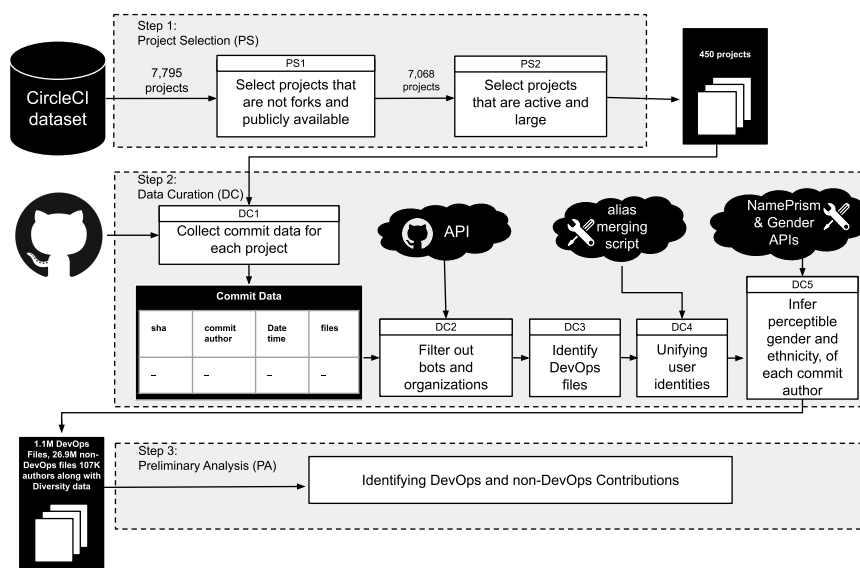 Step 1:
Project Selection (PS)
CircleCI
dataset
7,795
projects
PS1
Select projects that
are not forks and
publicly available
7,068
projects
PS2
Select projects
that are active and
large
450 projects
Step 2:
Data Curation (DC)
DC1
Collect commit data for
each project
API
alias
merging
script
NamePrism
& Gender
APIs
Commit Data
sha
commit
author
Date
time
files
–
–
–
–
DC2
Filter out
bots and
organizations
DC3
Identify
DevOps
files
DC4
Unifying
user
identities
DC5
Infer
perceptible
gender and
ethnicity, of
each commit
author
1.1M DevOps
Files, 26.9M non-
DevOps files 107K
authors along with
Diversity data
Step 3:
Preliminary Analysis (PA)
Identifying DevOps and non-DevOps Contributions